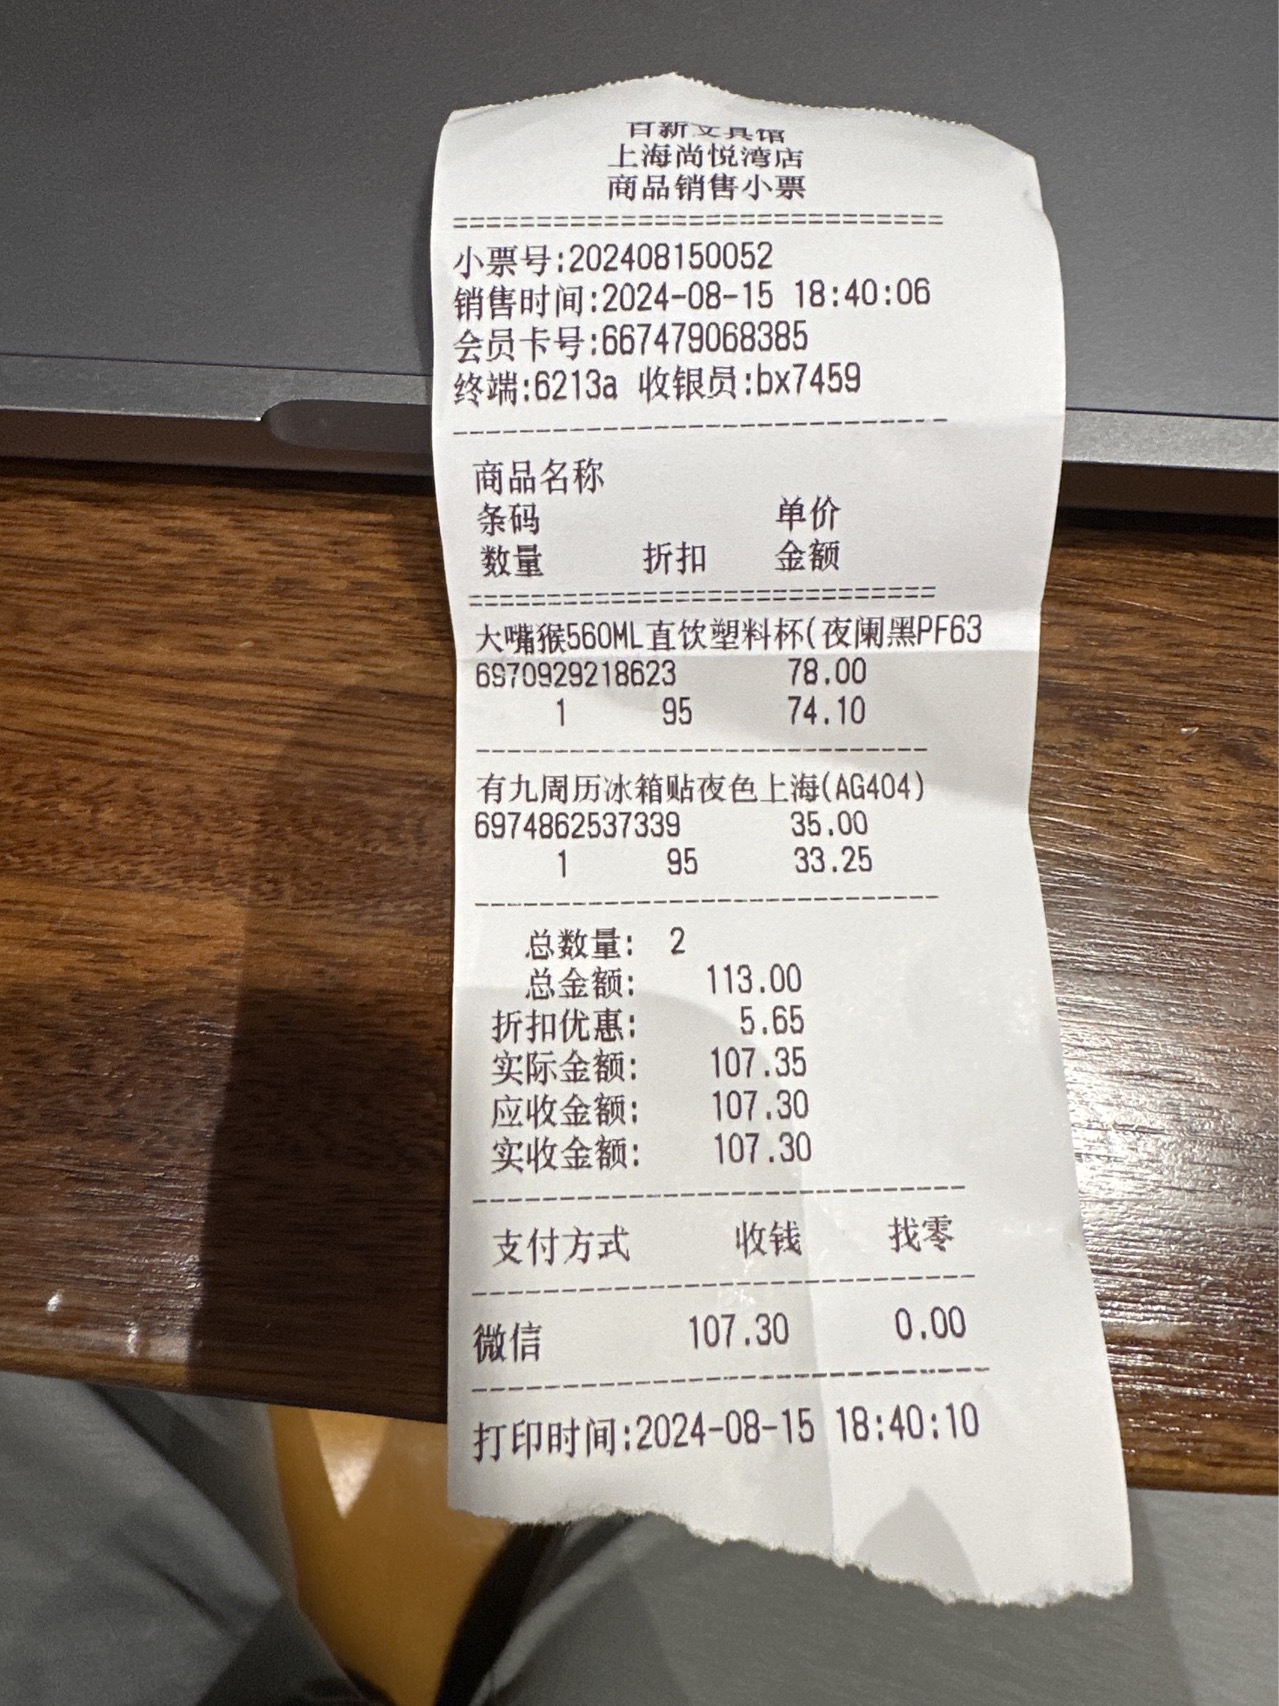 百新文具馆
上海尚悦湾店
商品销售小票
===========================
小票号:202408150052
销售时间:2024-08-15 18:40:06
会员卡号:667479068385
终端:6213a 收银员:bx7459
---------------------------
商品名称
条码 单价
数量 折扣 金额
===========================
大嘴猴560ML直饮塑料杯(夜阑黑PF63
6970929218623 78.00
1 95 74.10
---------------------------
有九周历冰箱贴夜色上海(AG404)
6974862537339 35.00
1 95 33.25
---------------------------
总数量: 2
总金额: 113.00
折扣优惠: 5.65
实际金额: 107.35
应收金额: 107.30
实收金额: 107.30
---------------------------
支付方式 收钱 找零
---------------------------
微信 107.30 0.00
---------------------------
打印时间:2024-08-15 18:40:10